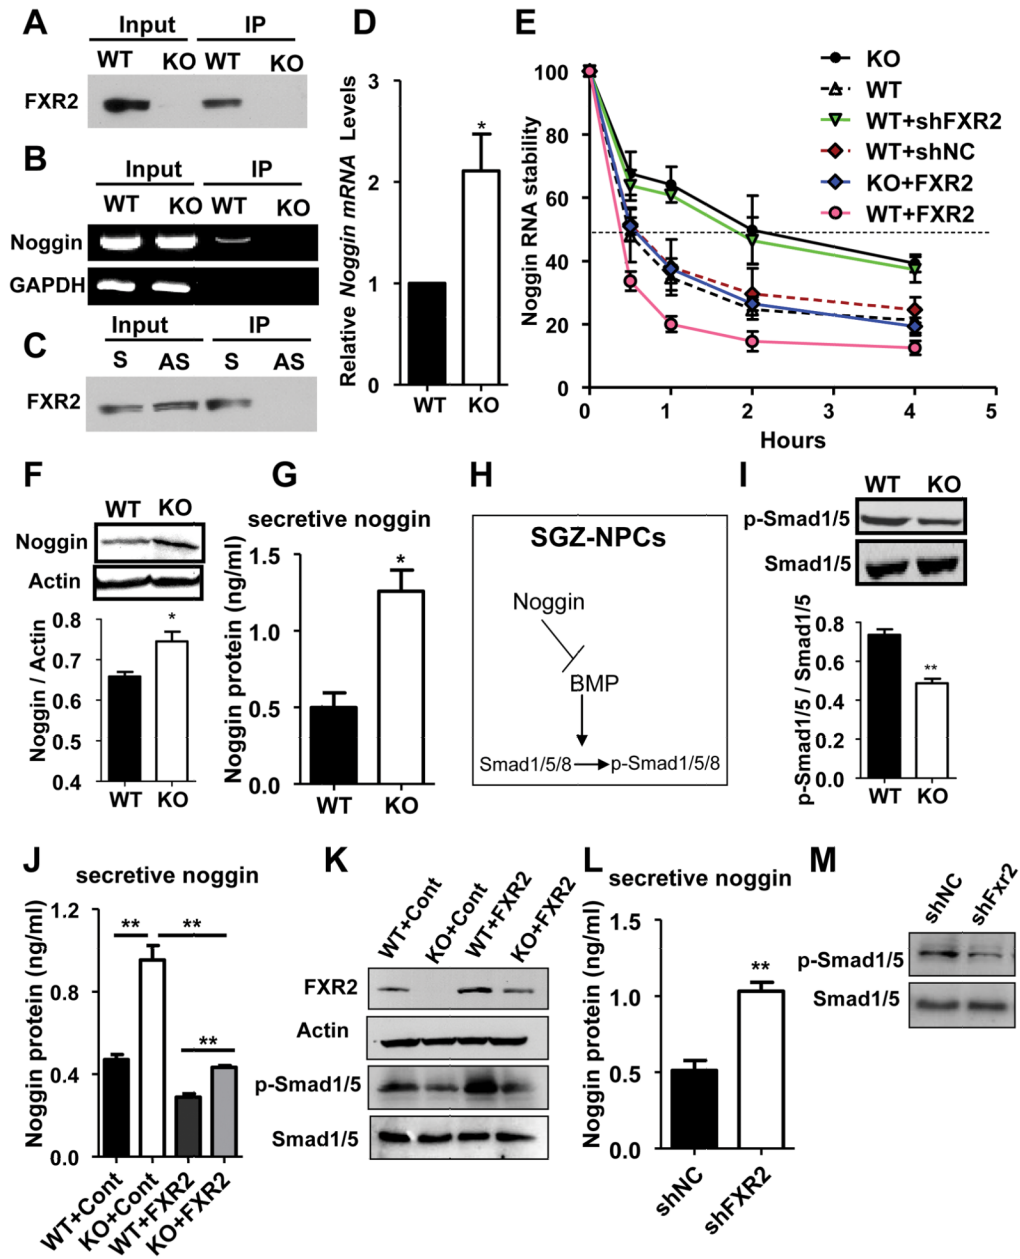 A
Input IP
WT KO WT KO
FXR2
B
Input IP
WT KO WT KO
Noggin
GAPDH
C
Input IP
S AS S AS
FXR2
D
Relative Noggin mRNA Levels
3
2
1
0
*
WT KO
E
Noggin RNA stability
100
80
60
40
20
0
0 1 2 3 4 5
Hours
KO
WT
WT+shFXR2
WT+shNC
KO+FXR2
WT+FXR2
F
WT KO
Noggin
Actin
Noggin / Actin
0.8
0.7
0.6
0.5
0.4
*
WT KO
G
secretive noggin
Noggin protein (ng/ml)
1.5
1.0
0.5
0.0
*
WT KO
H
SGZ-NPCs
Noggin
BMP
Smad1/5/8 p-Smad1/5/8
I
WT KO
p-Smad1/5
Smad1/5
p-Smad1/5 / Smad1/5
0.8
0.6
0.4
0.2
0.0
**
WT KO
J
secretive noggin
Noggin protein (ng/ml)
1.2
0.8
0.4
0.0
** **
**
WT+Cont KO+Cont WT+FXR2 KO+FXR2
K
WT+Cont KO+Cont WT+FXR2 KO+FXR2
FXR2
Actin
p-Smad1/5
Smad1/5
L
secretive noggin
Noggin protein (ng/ml)
1.5
1.0
0.5
0.0
**
shNC shFXR2
M
shNC shFxr2
p-Smad1/5
Smad1/5